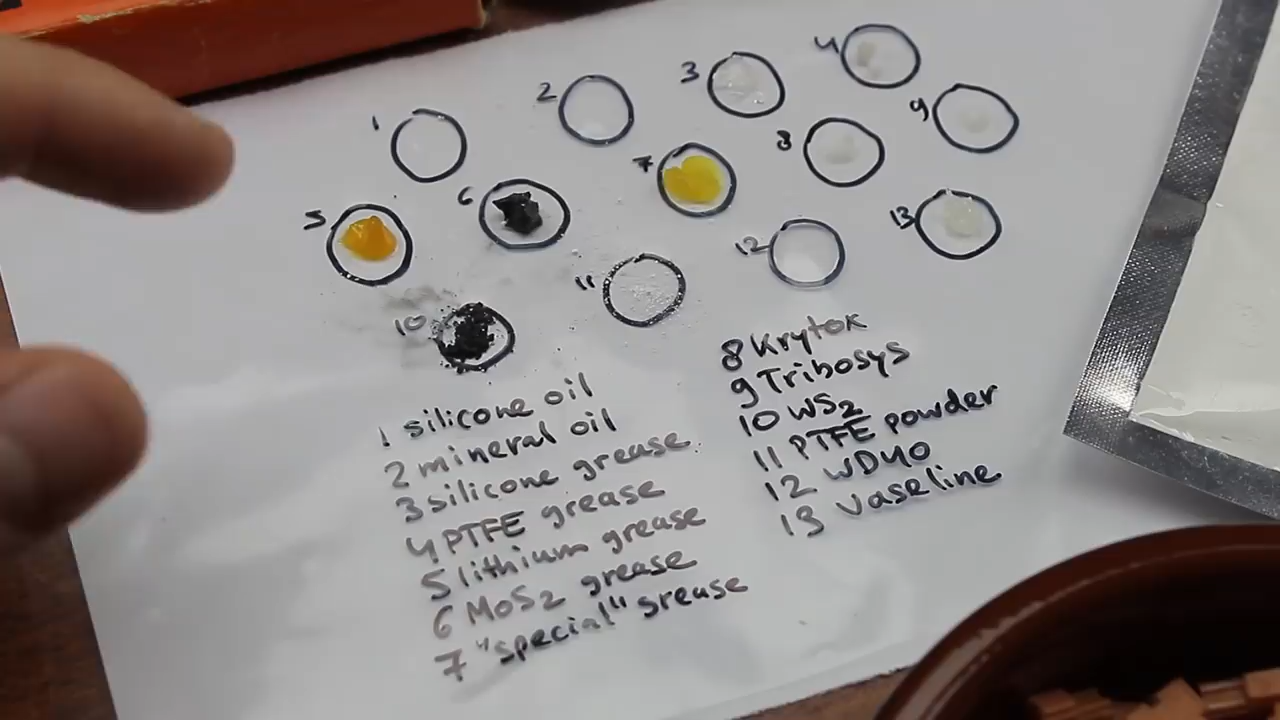 1
2
3
4
5
6
7
8
9
10
11
12
13
1 silicone oil
2 mineral oil
3 silicone grease
4 PTFE grease
5 lithium grease
6 MoS2 grease
7 "special" grease
8 Krytox
9 Tribosys
10 WS2
11 PTFE powder
12 WD40
13 vaseline